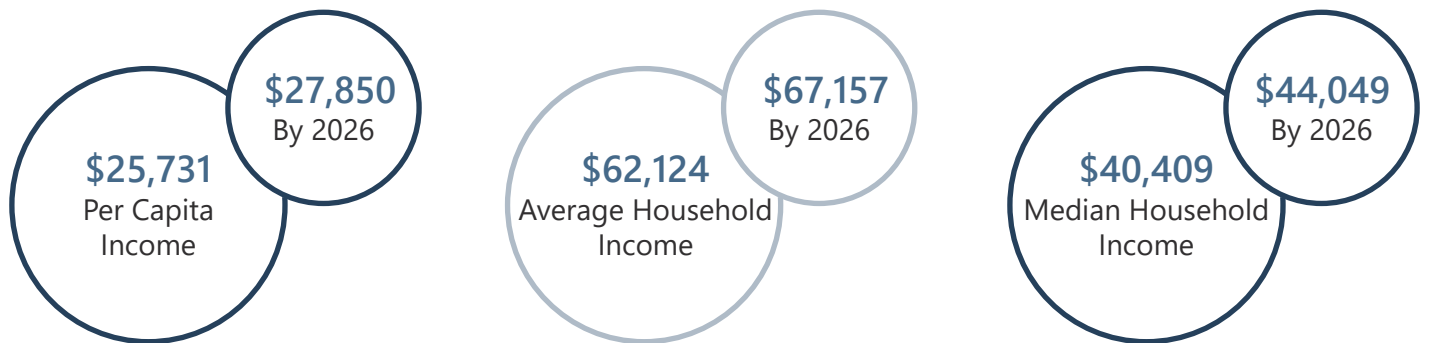 $27,850
By 2026
$25,731
Per Capita
Income
$67,157
By 2026
$62,124
Average Household
Income
$44,049
By 2026
$40,409
Median Household
Income